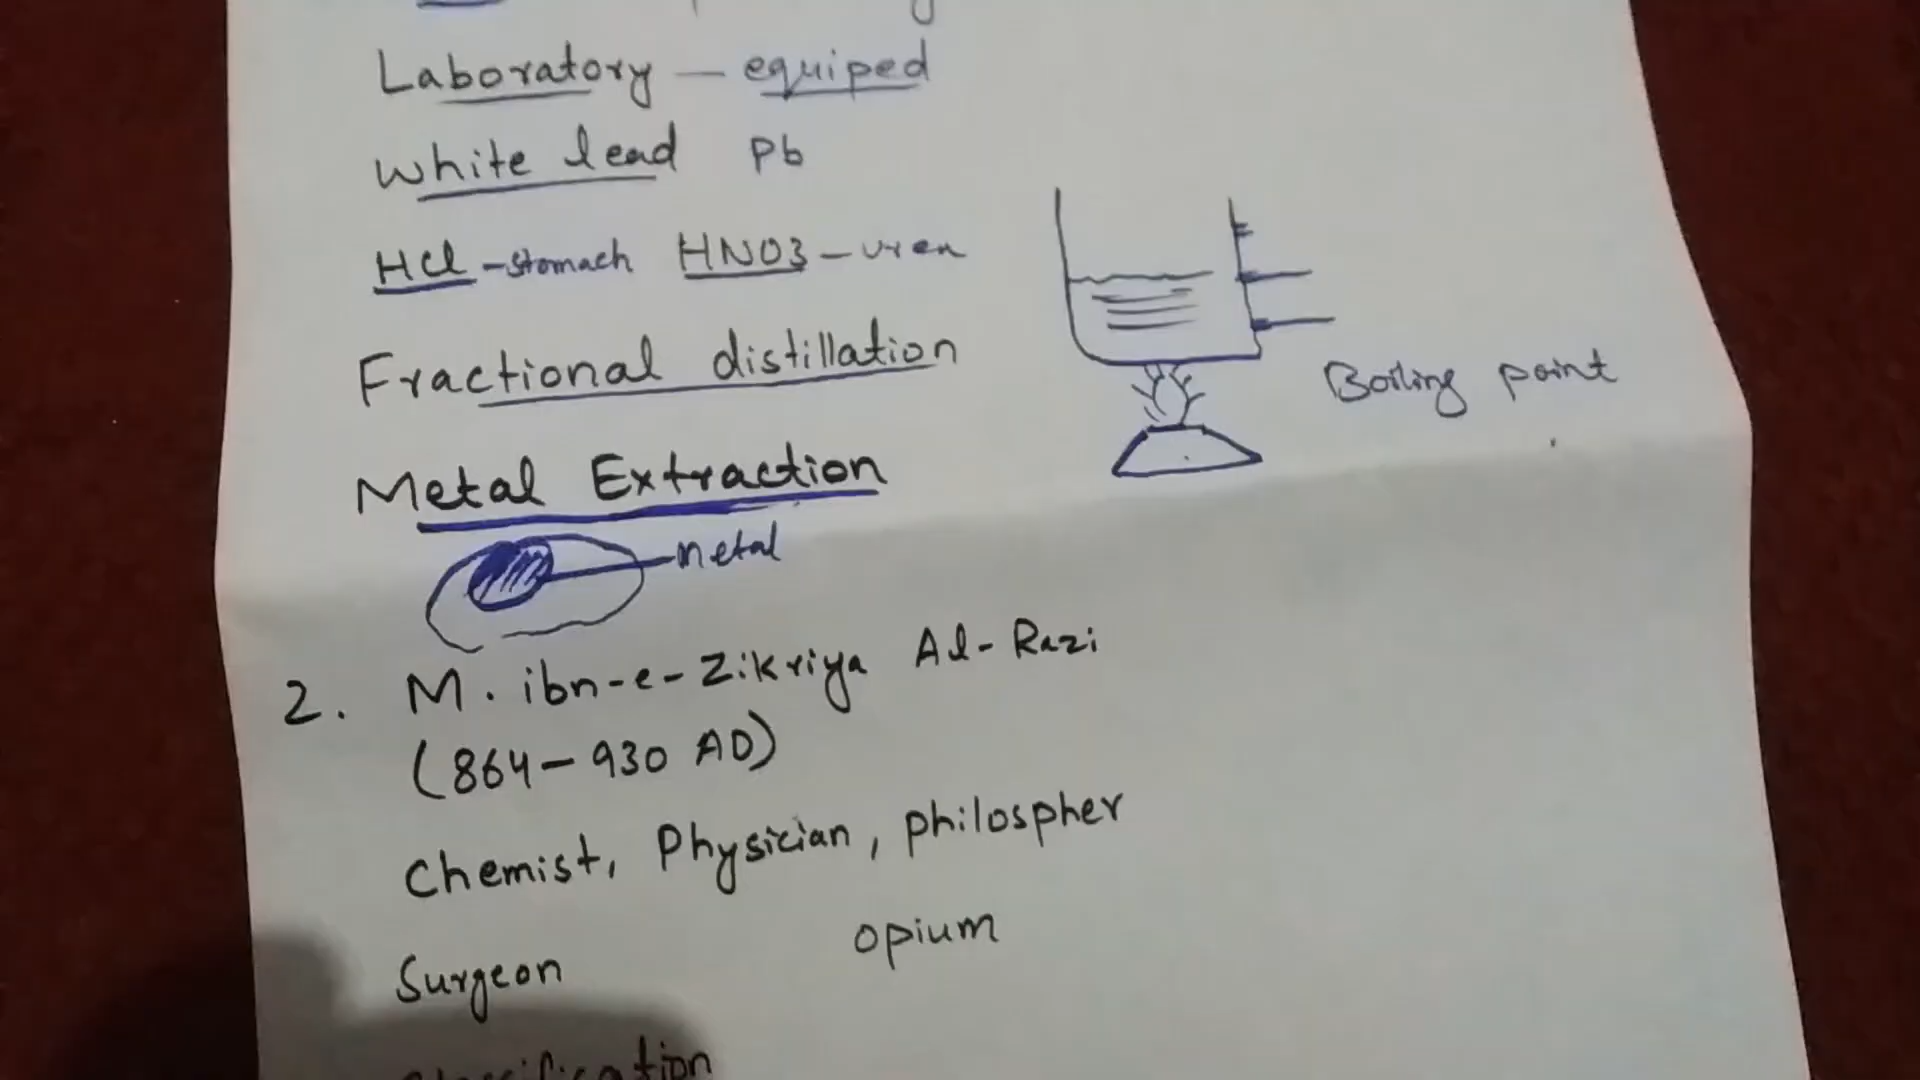 Laboratory — equiped
White lead Pb
HCl - stomach HNO3 - uren
Fractional distillation
Boiling point
Metal Extraction
metal
2. M. ibn-e-Zikriya Al-Razi
(864 - 930 AD)
Chemist, Physician, philospher
Surgeon opium